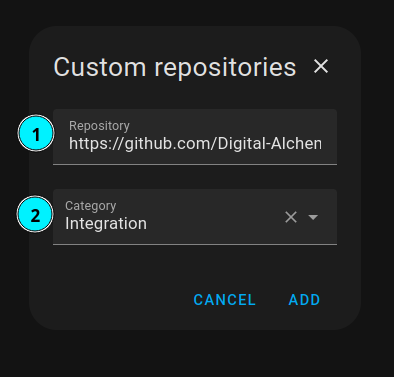 Custom repositories
1
Repository
https://github.com/Digital-Alchem
2
Category
Integration
CANCEL ADD